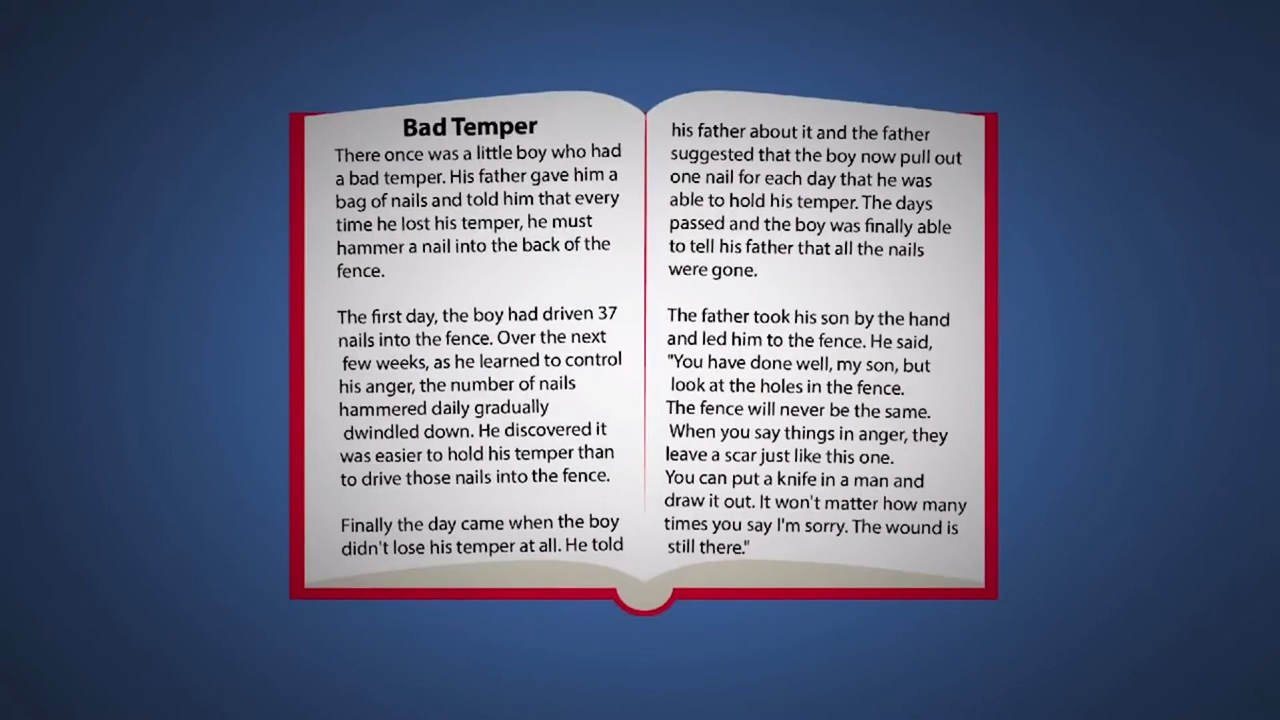 Bad Temper
There once was a little boy who had
a bad temper. His father gave him a
bag of nails and told him that every
time he lost his temper, he must
hammer a nail into the back of the
fence.
The first day, the boy had driven 37
nails into the fence. Over the next
few weeks, as he learned to control
his anger, the number of nails
hammered daily gradually
dwindled down. He discovered it
was easier to hold his temper than
to drive those nails into the fence.
Finally the day came when the boy
didn't lose his temper at all. He told
his father about it and the father
suggested that the boy now pull out
one nail for each day that he was
able to hold his temper. The days
passed and the boy was finally able
to tell his father that all the nails
were gone.
The father took his son by the hand
and led him to the fence. He said,
"You have done well, my son, but
look at the holes in the fence.
The fence will never be the same.
When you say things in anger, they
leave a scar just like this one.
You can put a knife in a man and
draw it out. It won't matter how many
times you say I'm sorry. The wound is
still there."